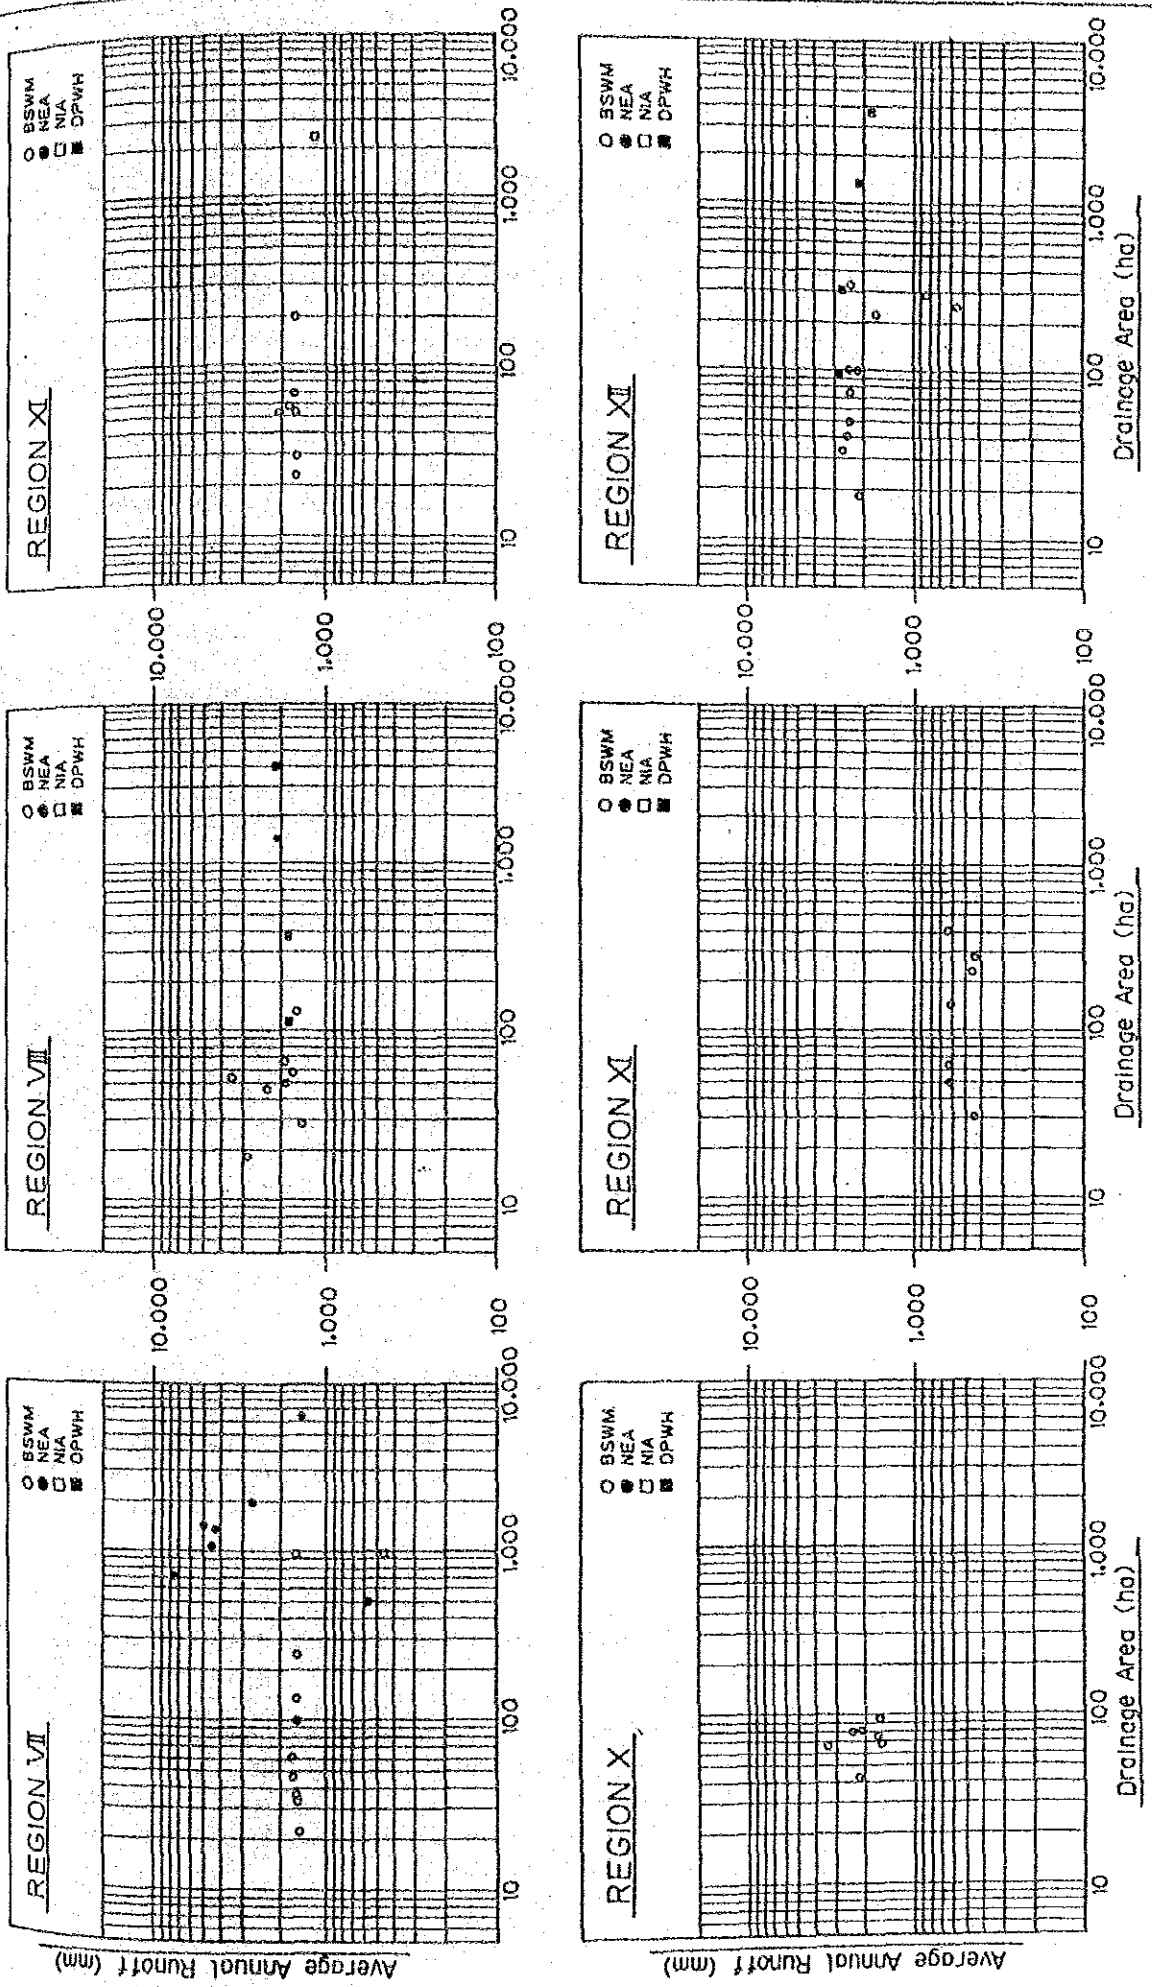 REGION VII
O BSWM
● NEA
□ NIA
■ DPWH
Average Annual Runoff (mm)
10.000
1.000
100
10
100
1.000
10.000
REGION VIII
O BSWM
● NEA
□ NIA
■ DPWH
10.000
1.000
100
10
100
1.000
10.000
REGION XI
O BSWM
● NEA
□ NIA
■ DPWH
10.000
1.000
100
10
100
1.000
10.000
REGION X
O BSWM
● NEA
□ NIA
■ DPWH
Average Annual Runoff (mm)
10.000
1.000
100
10
100
1.000
10.000
Drainage Area (ha)
REGION XI
O BSWM
● NEA
□ NIA
■ DPWH
10.000
1.000
100
10
100
1.000
10.000
Drainage Area (ha)
REGION XII
O BSWM
● NEA
□ NIA
■ DPWH
10
100
1.000
10.000
Drainage Area (ha)